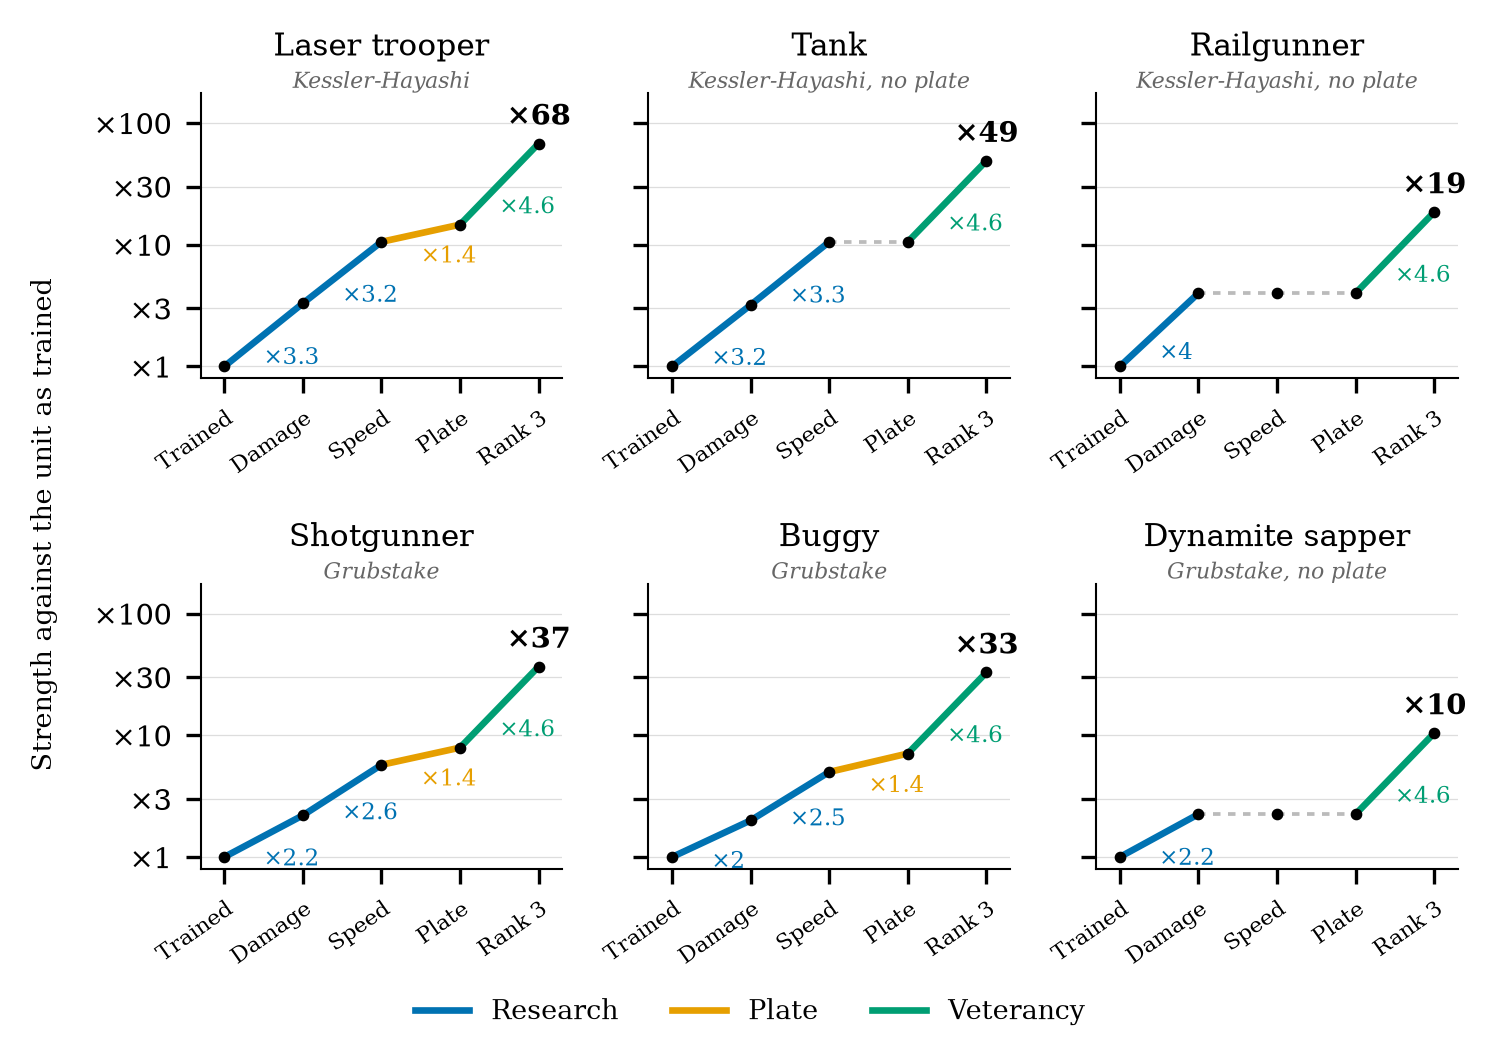 Laser trooper
Kessler-Hayashi
×68
×100
×30
×10
×3
×1
×3.3
×3.2
×1.4
×4.6
Trained
Damage
Speed
Plate
Rank 3
Tank
Kessler-Hayashi, no plate
×49
×3.2
×3.3
×4.6
Trained
Damage
Speed
Plate
Rank 3
Railgunner
Kessler-Hayashi, no plate
×19
×4
×4.6
Trained
Damage
Speed
Plate
Rank 3
Strength against the unit as trained
Shotgunner
Grubstake
×37
×100
×30
×10
×3
×1
×2.2
×2.6
×1.4
×4.6
Trained
Damage
Speed
Plate
Rank 3
Buggy
Grubstake
×33
×2
×2.5
×1.4
×4.6
Trained
Damage
Speed
Plate
Rank 3
Dynamite sapper
Grubstake, no plate
×10
×2.2
×4.6
Trained
Damage
Speed
Plate
Rank 3
Research
Plate
Veterancy